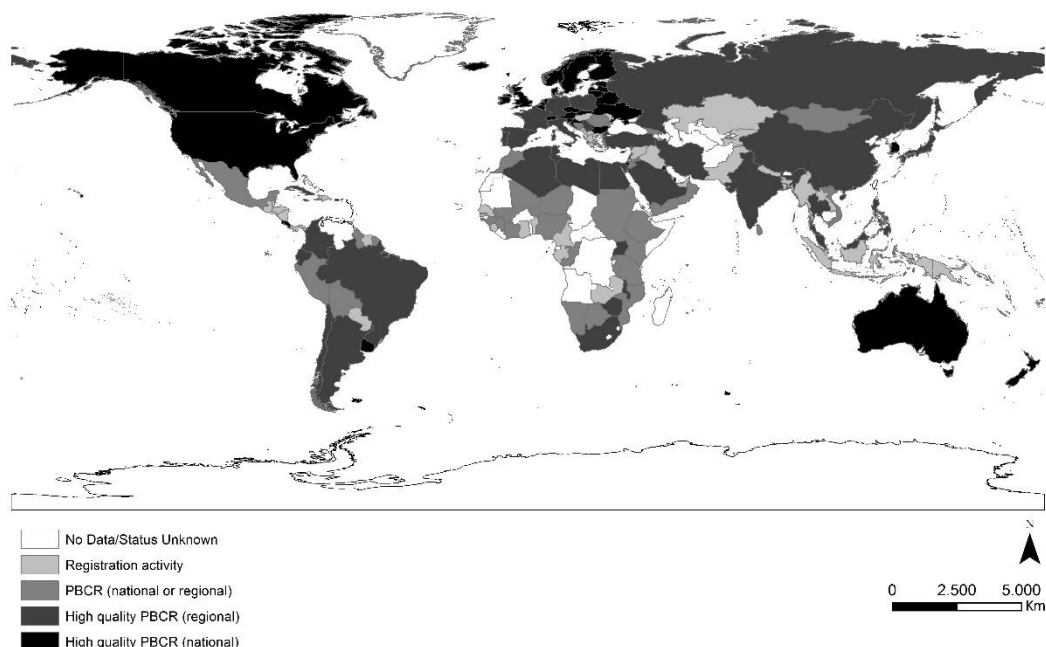 No Data/Status Unknown
Registration activity
PBCR (national or regional)
High quality PBCR (regional)
High quality PBCR (national)
N
0 2.500 5.000
Km